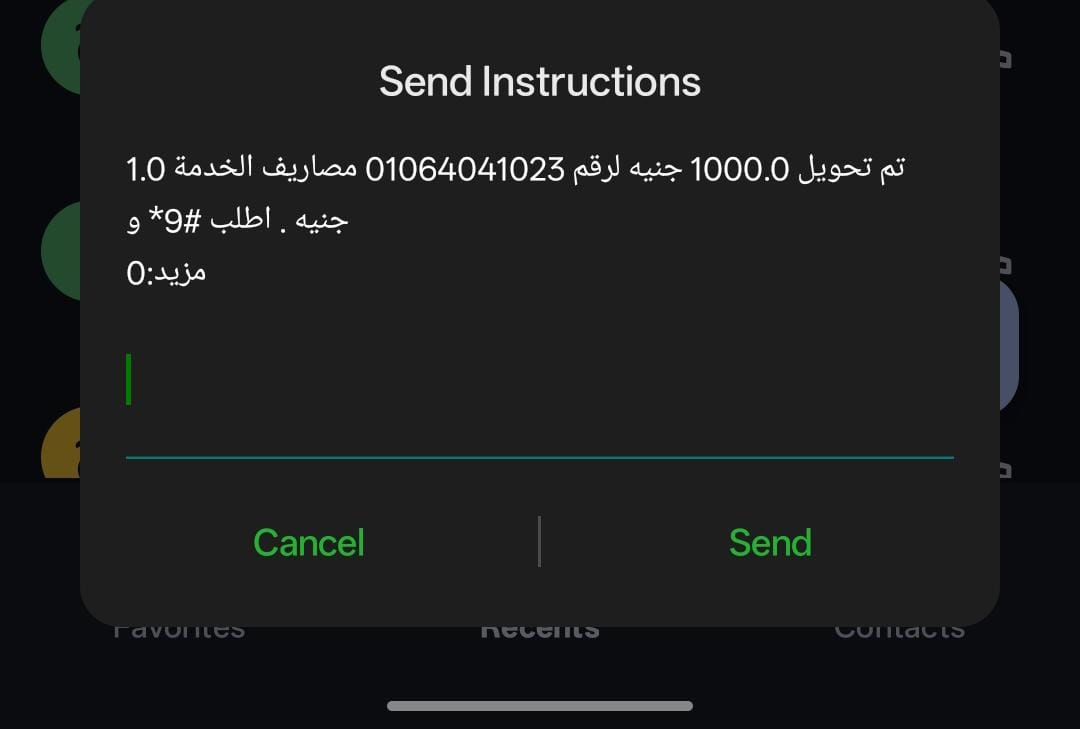 Send Instructions
تم تحويل 1000.0 جنيه لرقم 01064041023 مصاريف الخدمة 1.0
جنيه . اطلب #9* و
مزيد:0
Cancel
Send
Favorites
Recents
Contacts